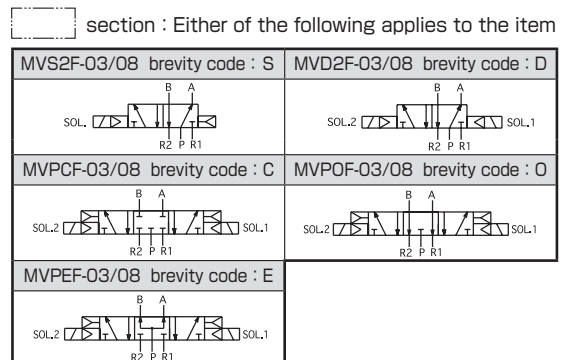 section : Either of the following applies to the item
MVS2F-03/08 brevity code : S
MVD2F-03/08 brevity code : D
B A
SOL.
R2 P R1
B A
SOL.2
SOL.1
R2 P R1
MVPCF-03/08 brevity code : C
MVPOF-03/08 brevity code : O
B A
SOL.2
SOL.1
R2 P R1
B A
SOL.2
SOL.1
R2 P R1
MVPEF-03/08 brevity code : E
B A
SOL.2
SOL.1
R2 P R1